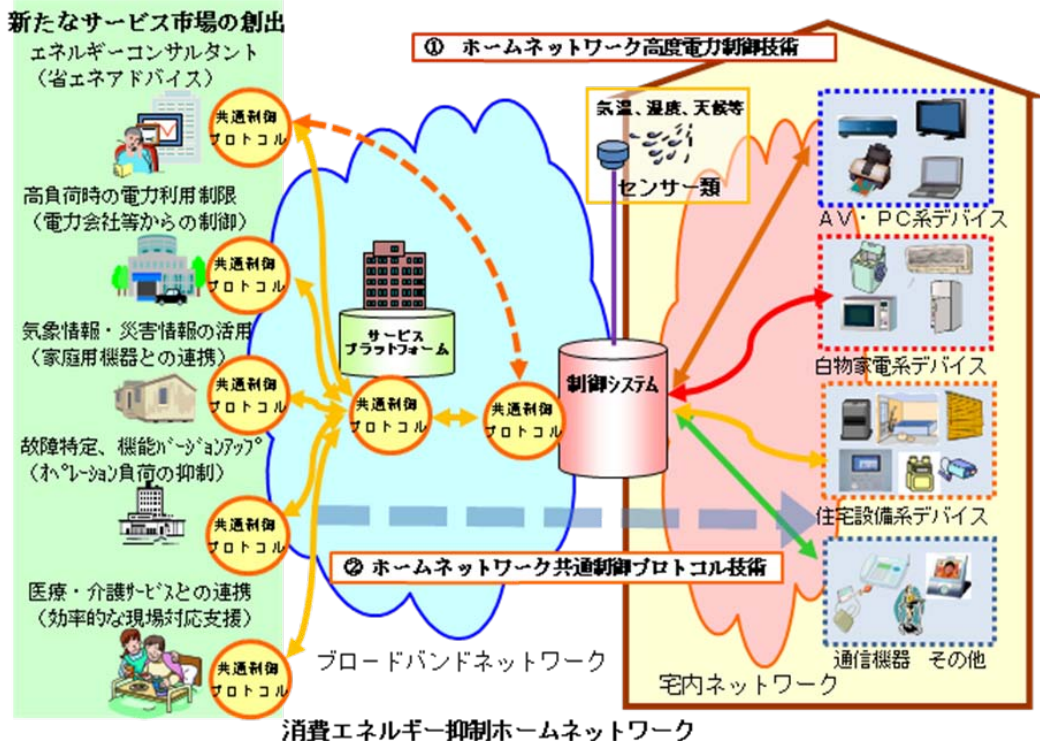 新たなサービス市場の創出
エネルギーコンサルタント
（省エネアドバイス）
共通制御
プロトコル
高負荷時の電力利用制限
（電力会社等からの制御）
共通制御
プロトコル
気象情報・災害情報の活用
（家庭用機器との連携）
共通制御
プロトコル
故障特定、機能ﾊﾞｰｼﾞｮﾝｱｯﾌﾟ
（ｵﾍﾟﾚｰｼｮﾝ負荷の抑制）
共通制御
プロトコル
医療・介護ｻｰﾋﾞｽとの連携
（効率的な現場対応支援）
共通制御
プロトコル
① ホームネットワーク高度電力制御技術
気温、湿度、天候等
センサー類
サービス
プラットフォーム
共通制御
プロトコル
共通制御
プロトコル
制御システム
ＡＶ・ＰＣ系デバイス
白物家電系デバイス
住宅設備系デバイス
通信機器 その他
② ホームネットワーク共通制御プロトコル技術
ブロードバンドネットワーク
宅内ネットワーク
消費エネルギー抑制ホームネットワーク